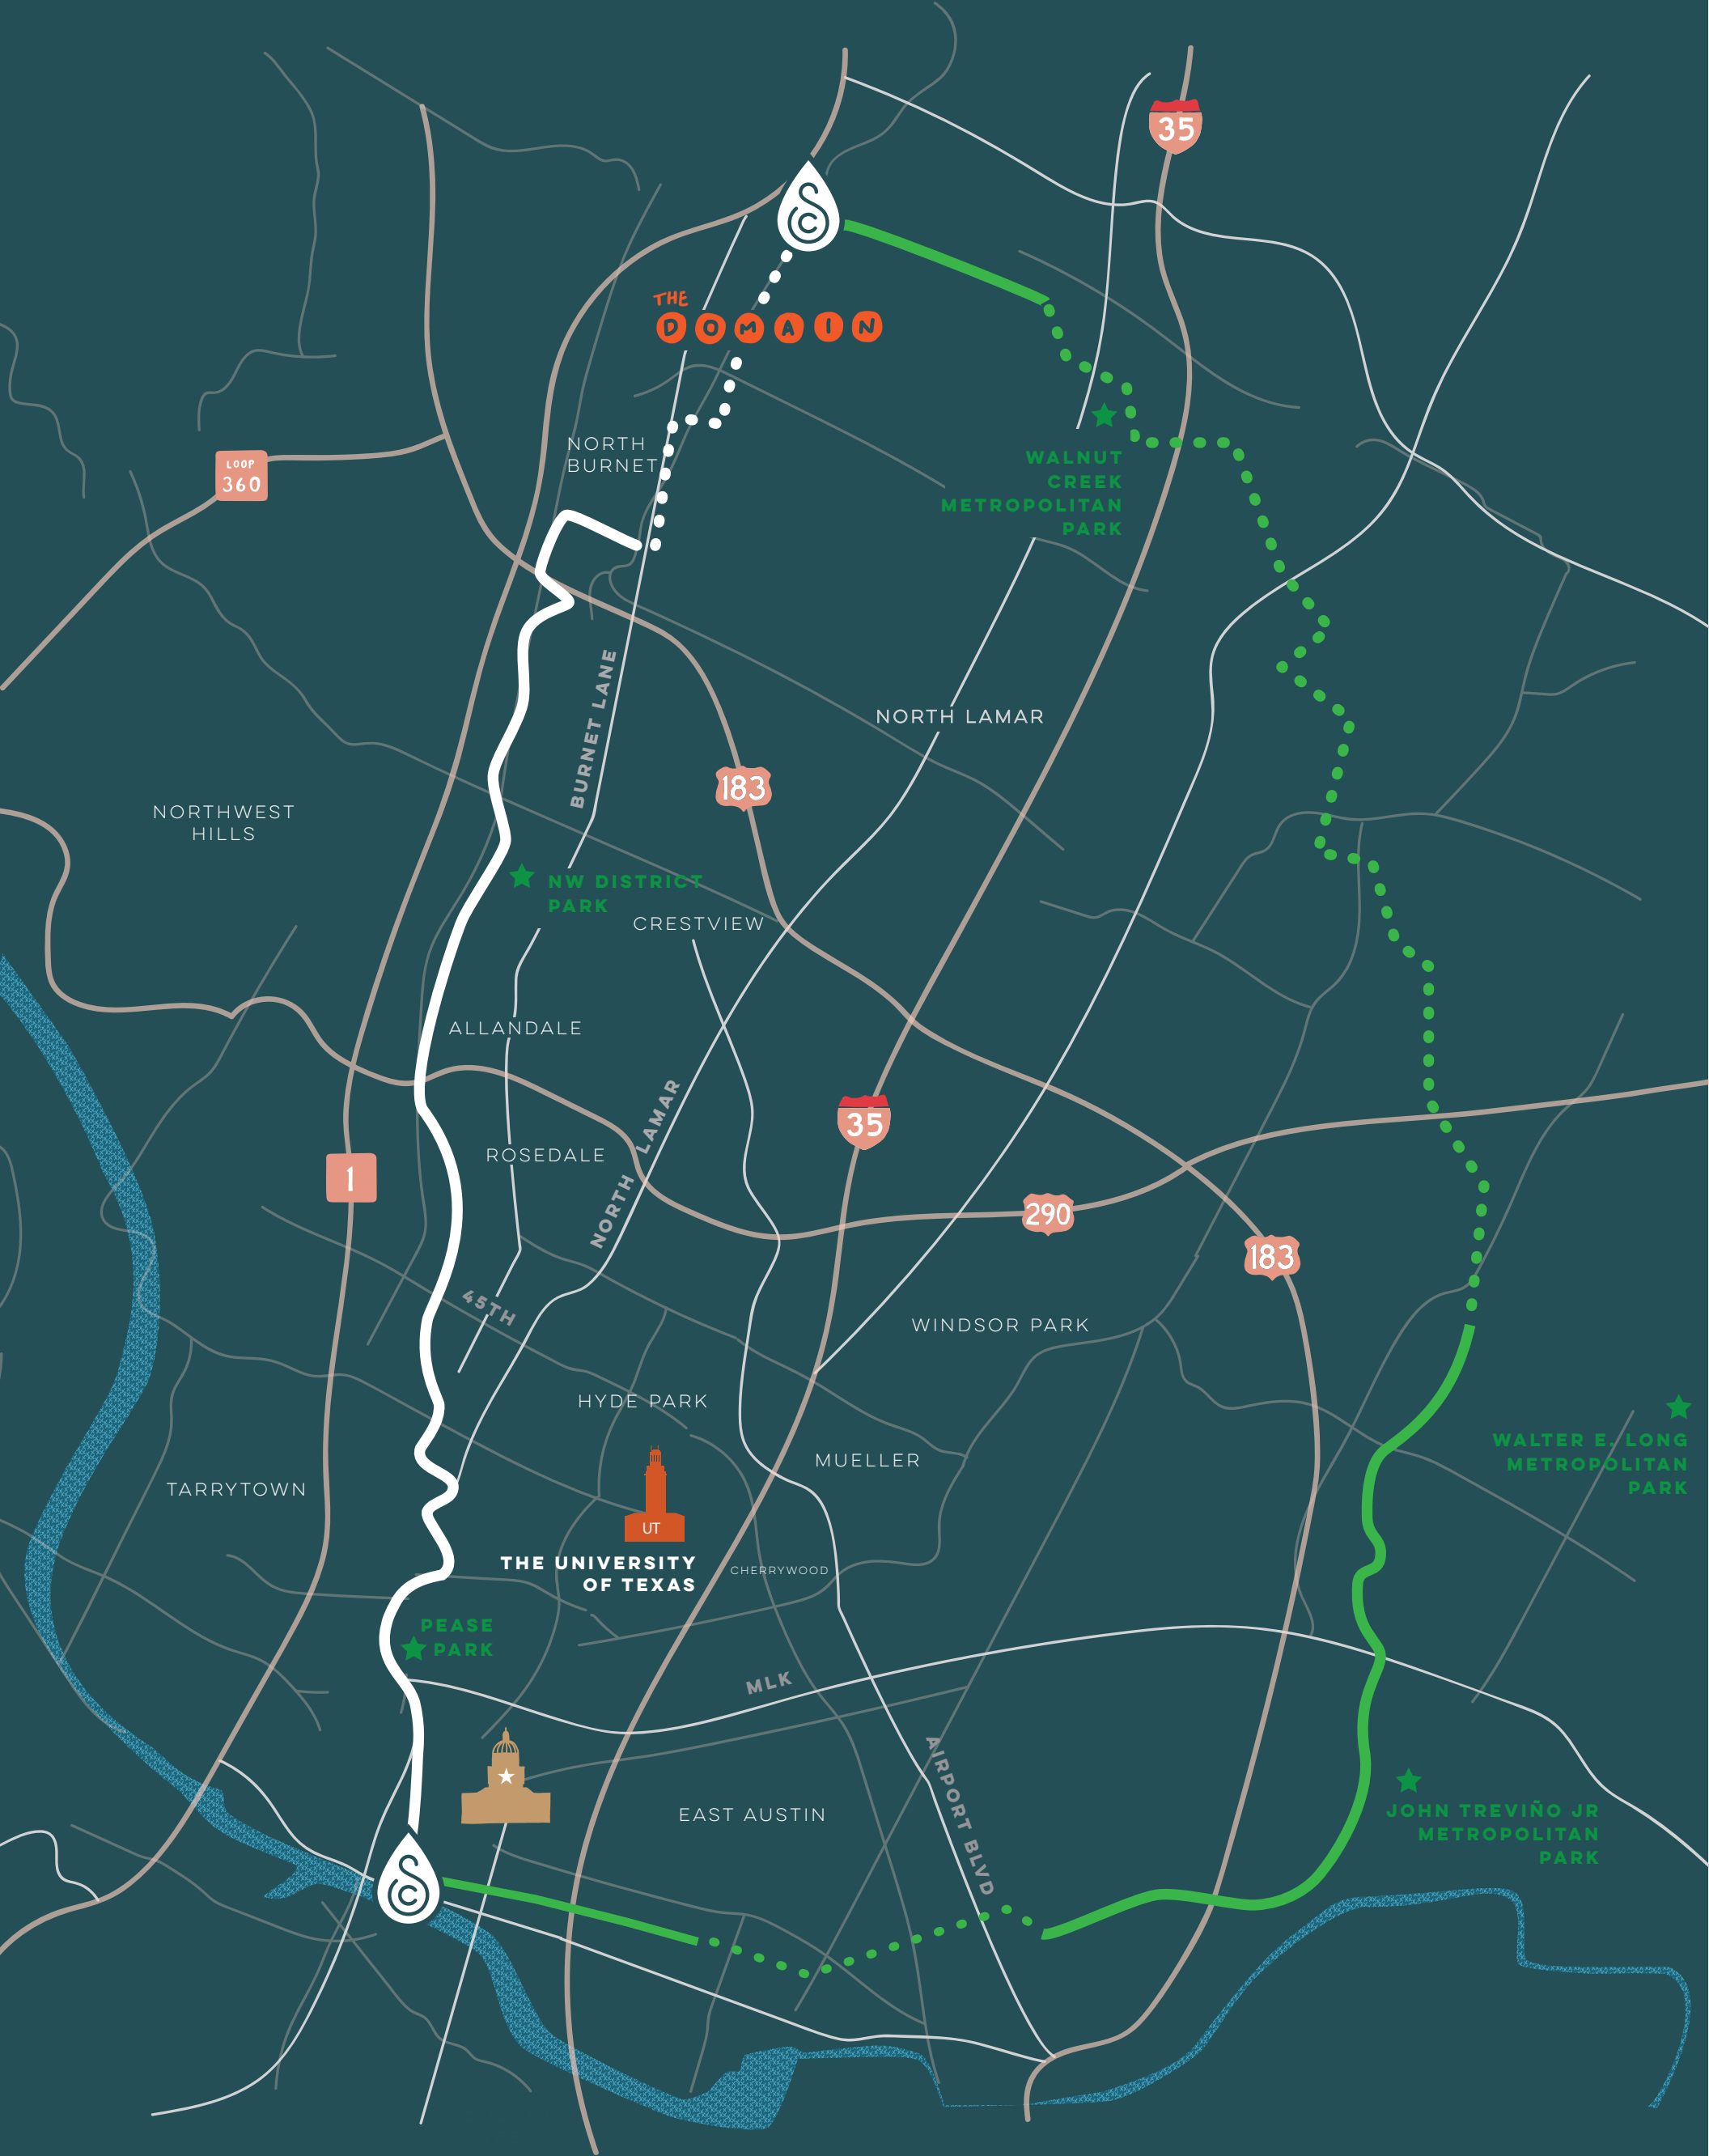 35
SC
THE
DOMAIN
NORTH
BURNET
LOOP
360
WALNUT
CREEK
METROPOLITAN
PARK
BURNET LANE
NORTH LAMAR
183
NORTHWEST
HILLS
NW DISTRICT
PARK
CRESTVIEW
ALLANDALE
35
NORTH LAMAR
ROSEDALE
1
290
183
45TH
WINDSOR PARK
HYDE PARK
WALTER E. LONG
METROPOLITAN
PARK
MUELLER
TARRYTOWN
UT
THE UNIVERSITY
OF TEXAS
CHERRYWOOD
PEASE
PARK
MLK
AIRPORT BLVD
EAST AUSTIN
JOHN TREVIÑO JR
METROPOLITAN
PARK
SC